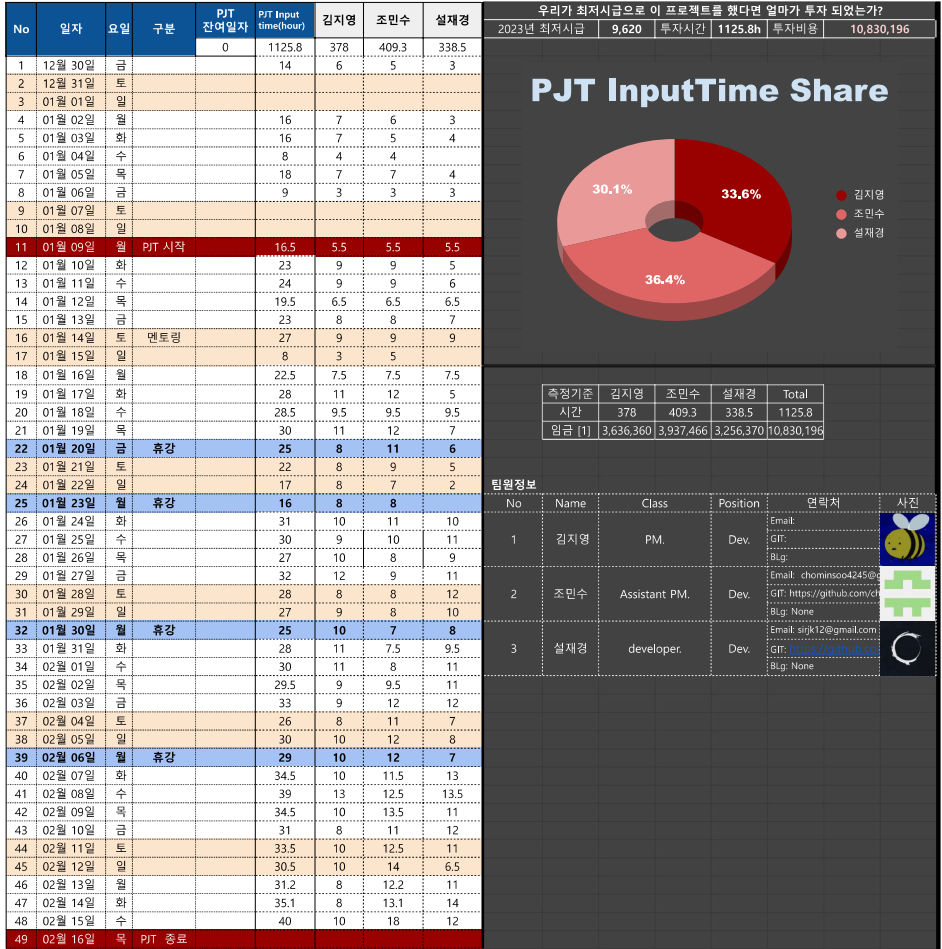 No 일자 요일 구분 PJT 잔여일자 PJT Input time(hour) 김지영 조민수 설재경
0 1125.8 378 409.3 338.5
1 12월 30일 금 14 6 5 3
2 12월 31일 토
3 01월 01일 일
4 01월 02일 월 16 7 6 3
5 01월 03일 화 16 7 5 4
6 01월 04일 수 8 4 4
7 01월 05일 목 18 7 7 4
8 01월 06일 금 9 3 3 3
9 01월 07일 토
10 01월 08일 일
11 01월 09일 월 PJT 시작 16.5 5.5 5.5 5.5
12 01월 10일 화 23 9 9 5
13 01월 11일 수 24 9 9 6
14 01월 12일 목 19.5 6.5 6.5 6.5
15 01월 13일 금 23 8 8 7
16 01월 14일 토 멘토링 27 9 9 9
17 01월 15일 일 8 3 5
18 01월 16일 월 22.5 7.5 7.5 7.5
19 01월 17일 화 28 11 12 5
20 01월 18일 수 28.5 9.5 9.5 9.5
21 01월 19일 목 30 11 12 7
22 01월 20일 금 휴강 25 8 11 6
23 01월 21일 토 22 8 9 5
24 01월 22일 일 17 8 7 2
25 01월 23일 월 휴강 16 8 8
26 01월 24일 화 31 10 11 10
27 01월 25일 수 30 9 10 11
28 01월 26일 목 27 10 8 9
29 01월 27일 금 32 12 9 11
30 01월 28일 토 28 8 8 12
31 01월 29일 일 27 9 8 10
32 01월 30일 월 휴강 25 10 7 8
33 01월 31일 화 28 11 7.5 9.5
34 02월 01일 수 30 11 8 11
35 02월 02일 목 29.5 9 9.5 11
36 02월 03일 금 33 9 12 12
37 02월 04일 토 26 8 11 7
38 02월 05일 일 30 10 12 8
39 02월 06일 월 휴강 29 10 12 7
40 02월 07일 화 34.5 10 11.5 13
41 02월 08일 수 39 13 12.5 13.5
42 02월 09일 목 34.5 10 13.5 11
43 02월 10일 금 31 8 11 12
44 02월 11일 토 33.5 10 12.5 11
45 02월 12일 일 30.5 10 14 6.5
46 02월 13일 월 31.2 8 12.2 11
47 02월 14일 화 35.1 8 13.1 14
48 02월 15일 수 40 10 18 12
49 02월 16일 목 PJT 종료
우리가 최저시급으로 이 프로젝트를 했다면 얼마가 투자 되었는가?
2023년 최저시급 9,620 투자시간 1125.8h 투자비용 10,830,196
PJT InputTime Share
30.1%
33.6%
36.4%
김지영
조민수
설재경
측정기준 김지영 조민수 설재경 Total
시간 378 409.3 338.5 1125.8
임금 [1] 3,636,360 3,937,466 3,256,370 10,830,196
팀원정보
No Name Class Position 연락처 사진
1 김지영 PM. Dev.
Email:
GIT:
BLg:
2 조민수 Assistant PM. Dev.
Email: chominsoo4245@g
GIT: https://github.com/ch
BLg: None
3 설재경 developer. Dev.
Email: sirjk12@gmail.com
GIT:
BLg: None